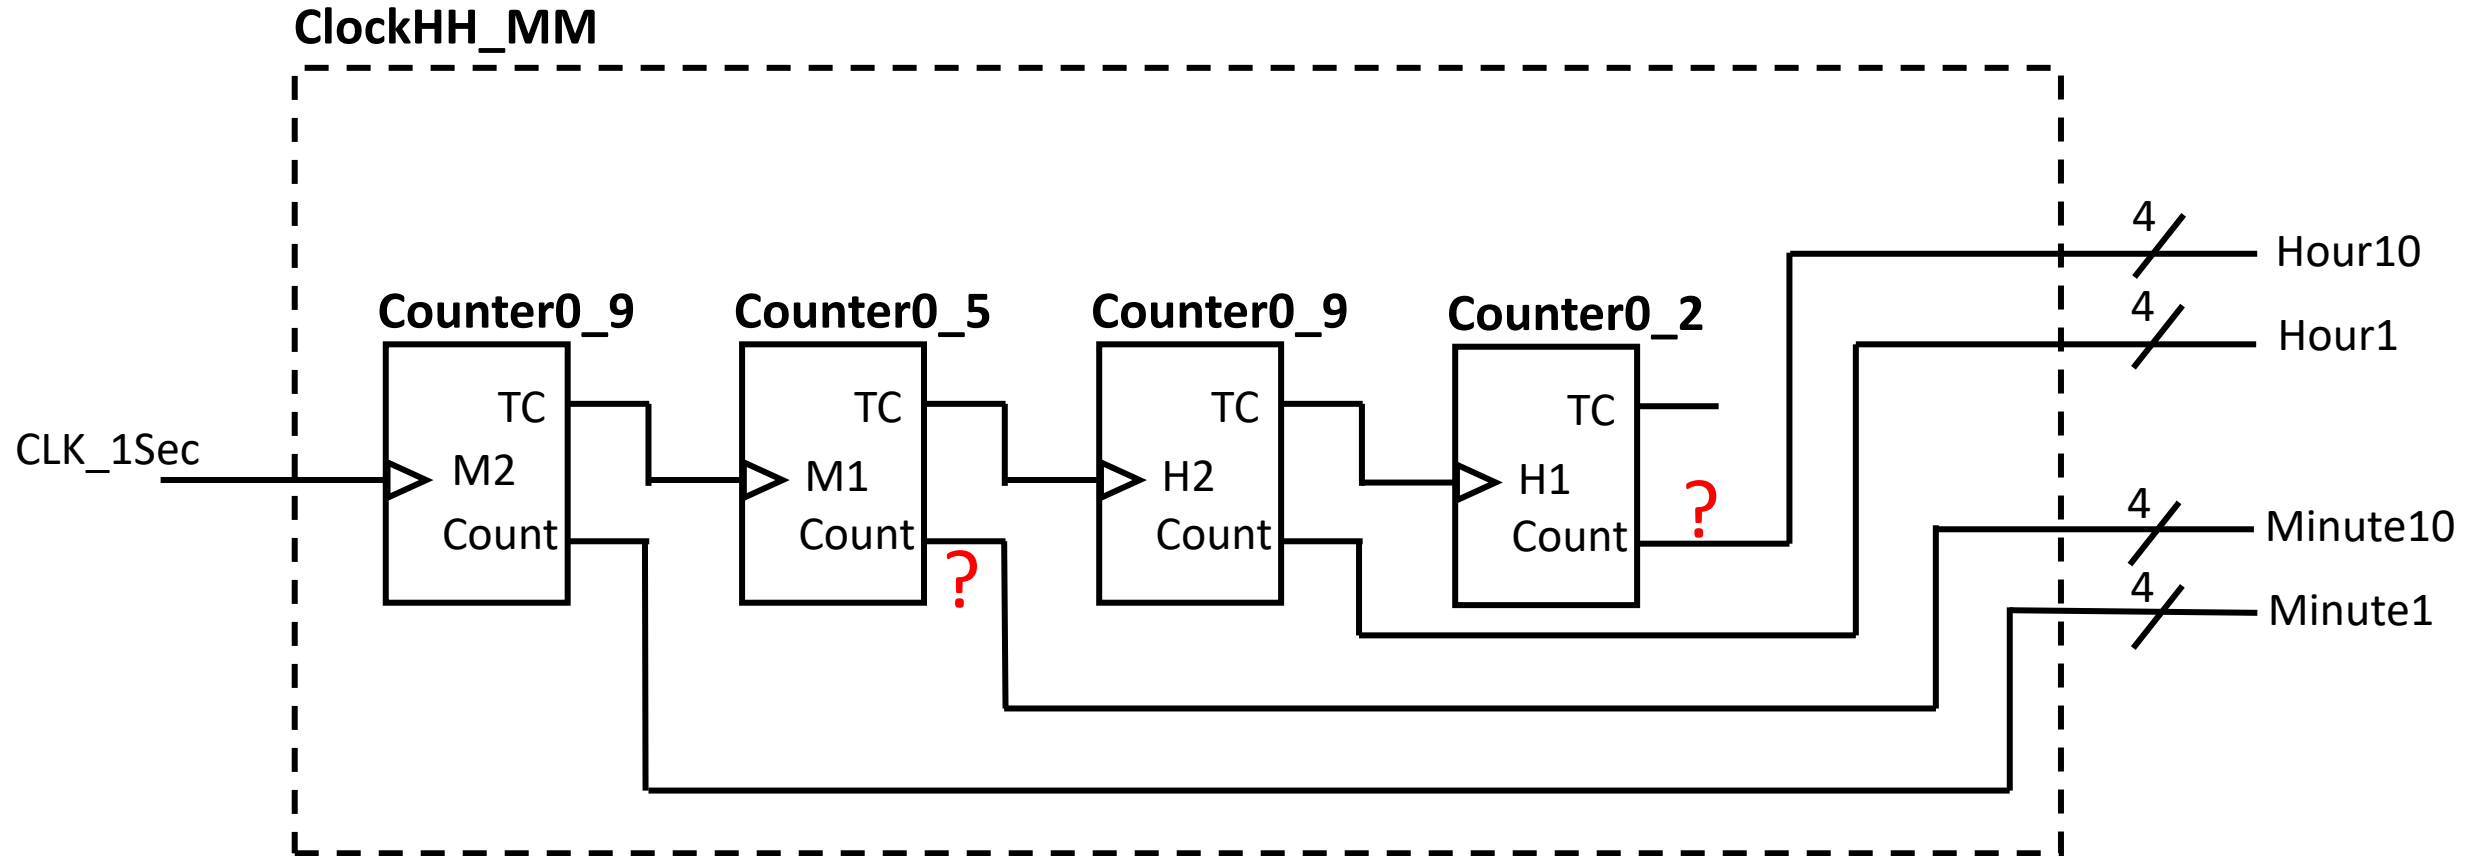 ClockHH_MM
4
Hour10
4
Hour1
Counter0_9
Counter0_5
Counter0_9
Counter0_2
TC
TC
TC
TC
CLK_1Sec
M2
M1
H2
H1
?
Count
Count
Count
Count
?
4
Minute10
4
Minute1